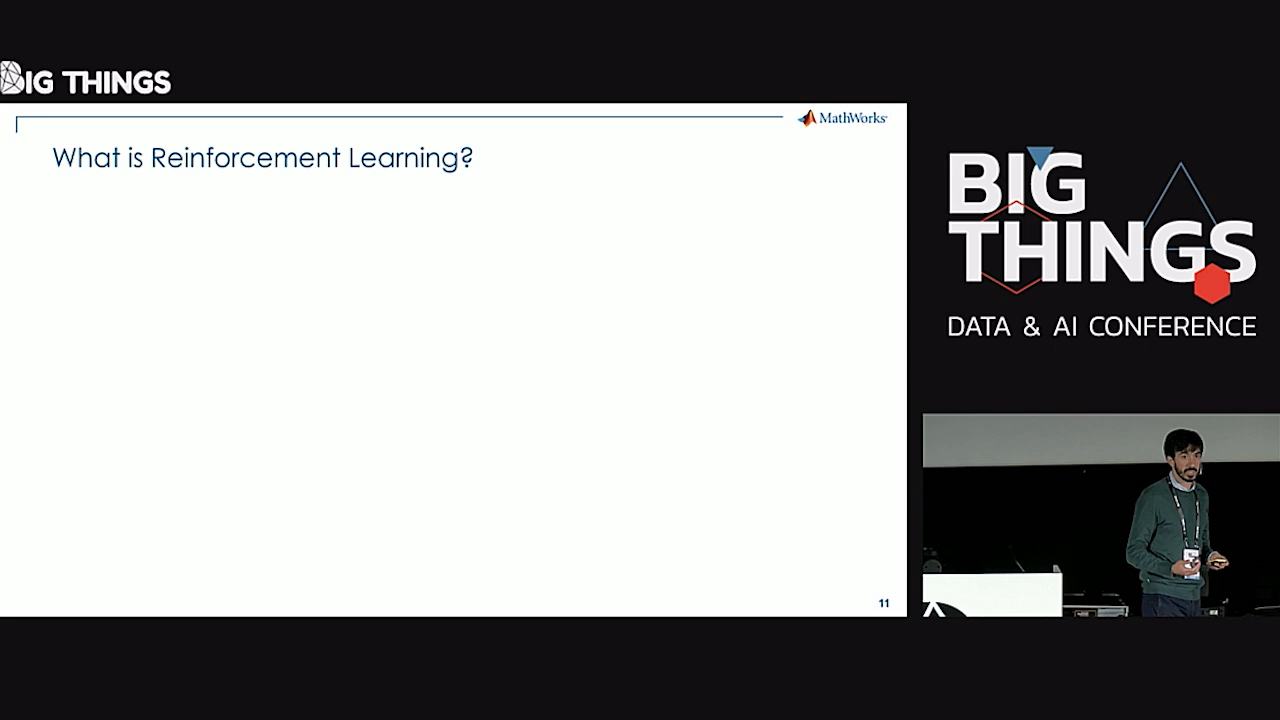 BIG THINGS
MathWorks
What is Reinforcement Learning?
11
BIG
THINGS
DATA & AI CONFERENCE